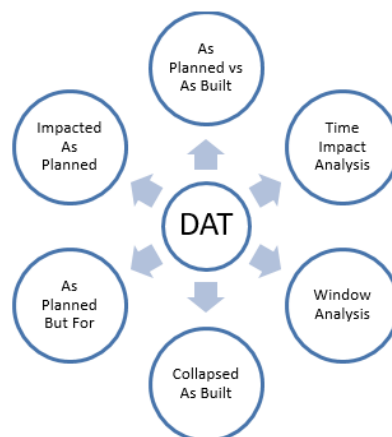 As
Planned vs
As Built
Impacted
As
Planned
Time
Impact
Analysis
DAT
As
Planned
But For
Window
Analysis
Collapsed
As Built